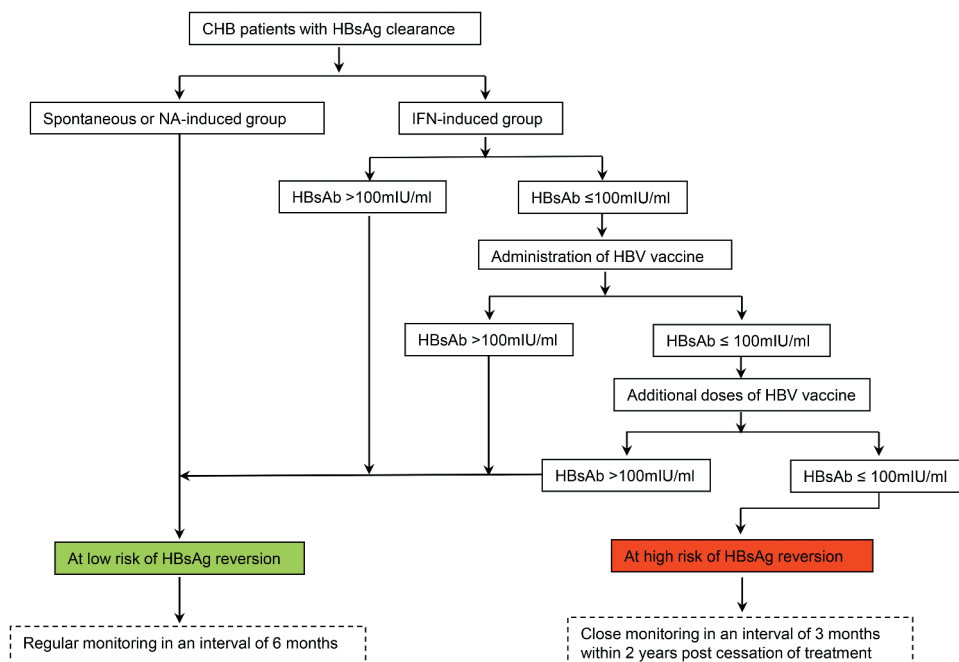 CHB patients with HBsAg clearance
Spontaneous or NA-induced group
IFN-induced group
HBsAb >100mIU/ml
HBsAb ≤100mIU/ml
Administration of HBV vaccine
HBsAb >100mIU/ml
HBsAb ≤ 100mIU/ml
Additional doses of HBV vaccine
HBsAb >100mIU/ml
HBsAb ≤ 100mIU/ml
At low risk of HBsAg reversion
At high risk of HBsAg reversion
Regular monitoring in an interval of 6 months
Close monitoring in an interval of 3 months
within 2 years post cessation of treatment